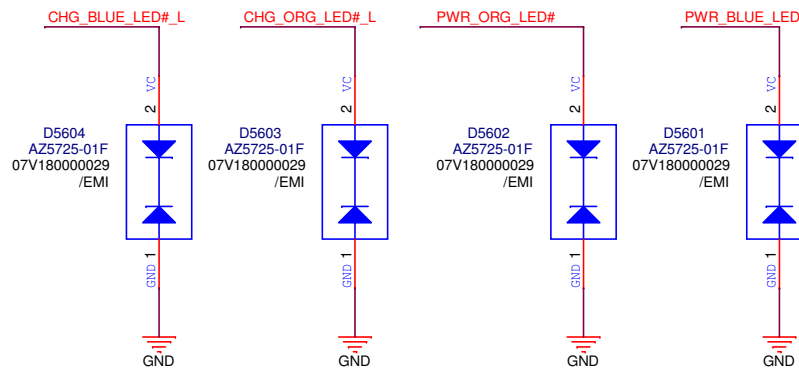 CHG_BLUE_LED#_L
CHG_ORG_LED#_L
PWR_ORG_LED#
PWR_BLUE_LED
VC
2
D5604
AZ5725-01F
07V180000029
/EMI
GND
1
GND
VC
2
D5603
AZ5725-01F
07V180000029
/EMI
GND
1
GND
VC
2
D5602
AZ5725-01F
07V180000029
/EMI
GND
1
GND
VC
2
D5601
AZ5725-01F
07V180000029
/EMI
GND
1
GND